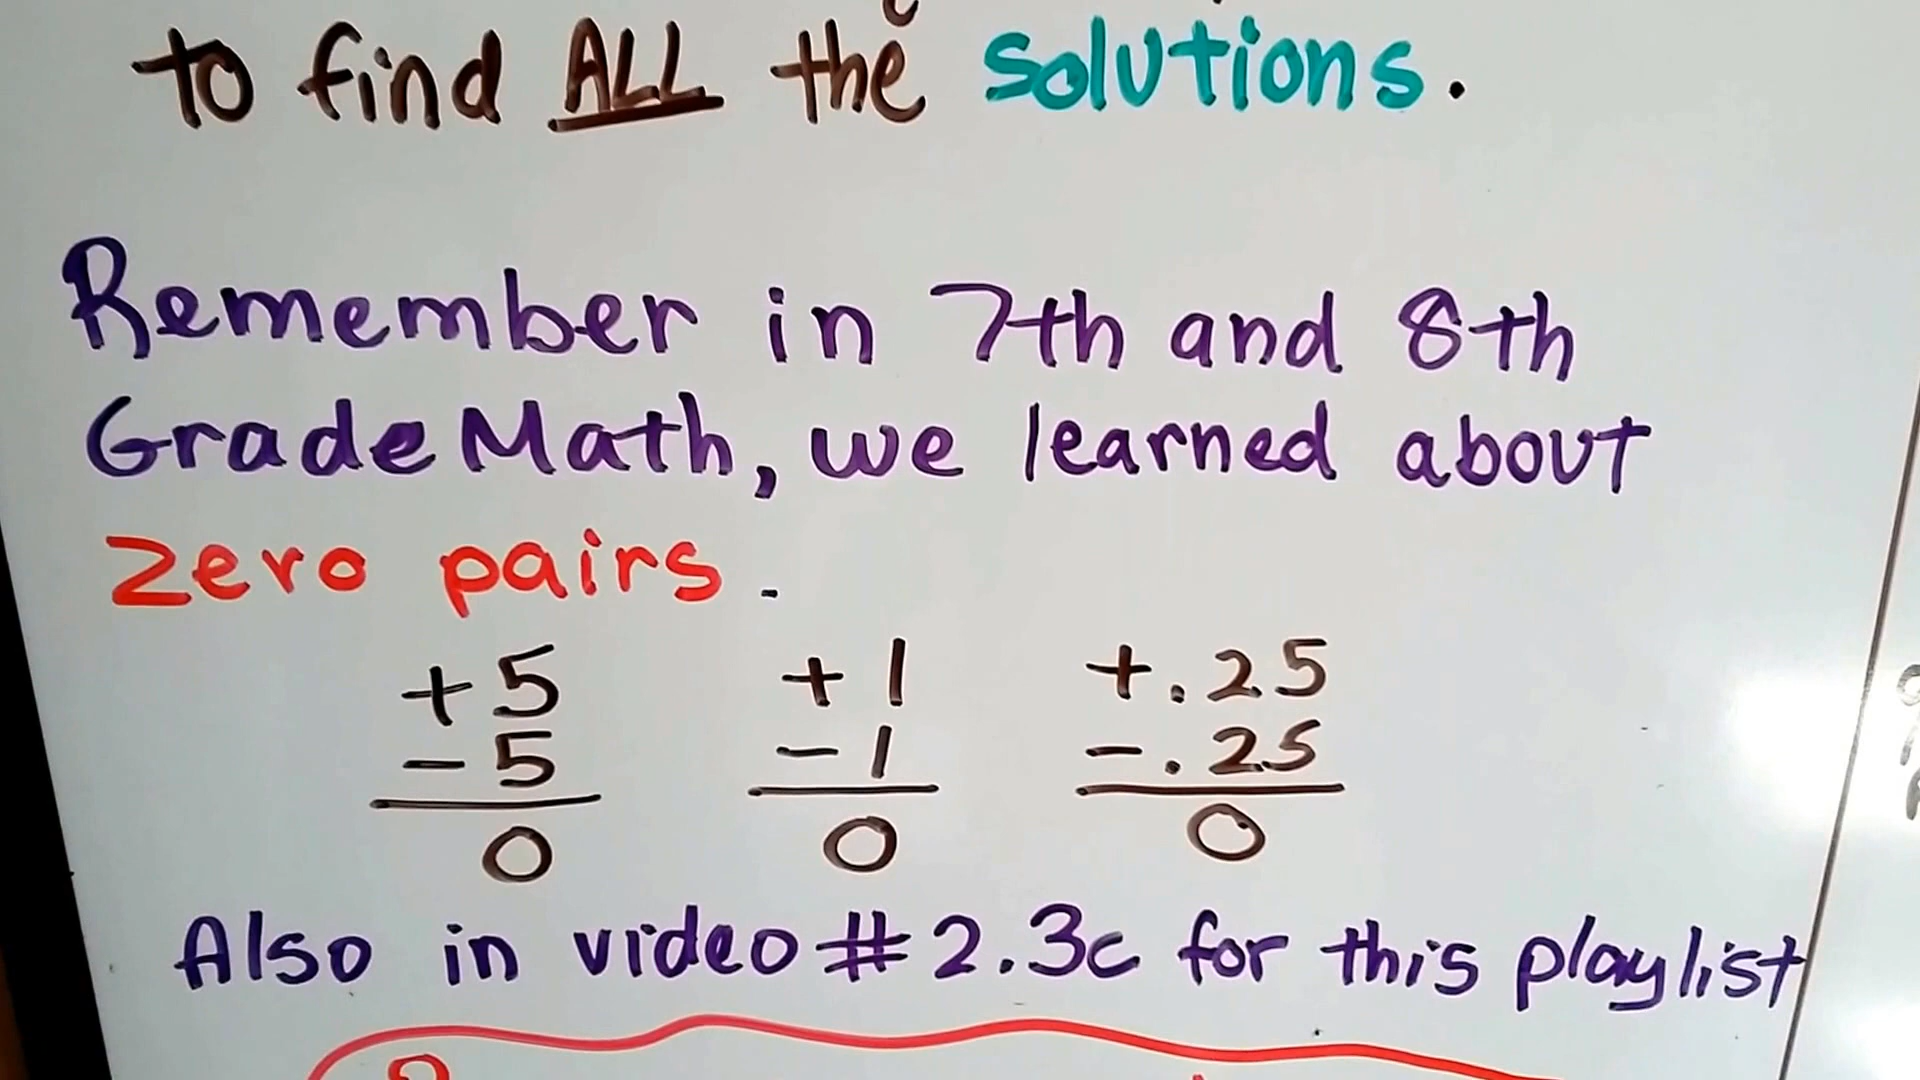 to find ALL the solutions.
Remember in 7th and 8th
Grade Math, we learned about
zero pairs.
+5 +1 +.25
-5 -1 -.25
0 0 0
Also in video #2.3c for this playlist